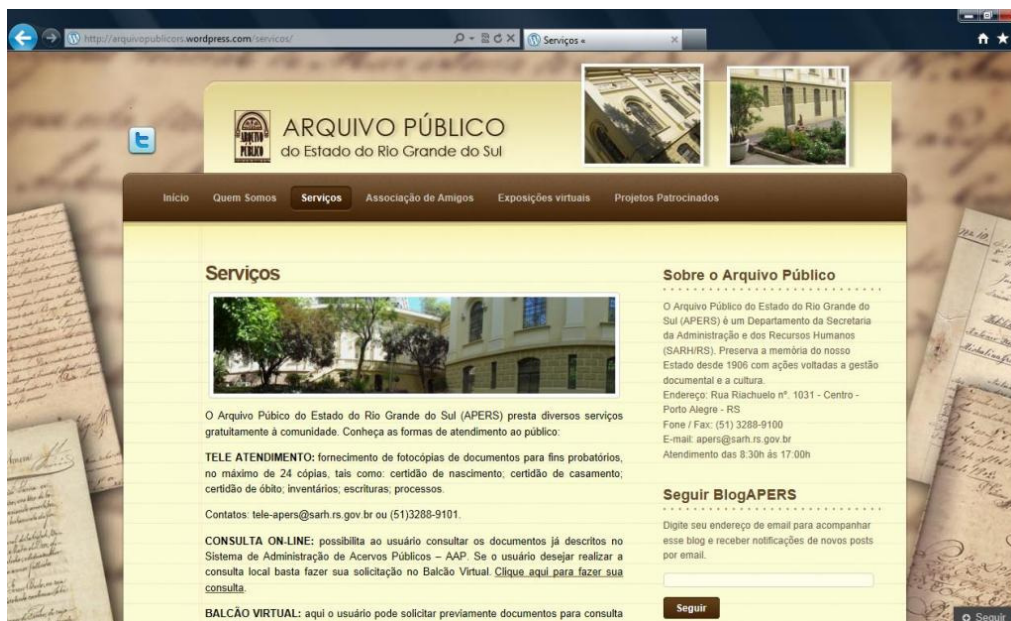 http://arquivopublicors.wordpress.com/servicos/
Serviços «
ARQUIVO PÚBLICO
do Estado do Rio Grande do Sul
ARQUIVO
PÚBLICO
Início Quem Somos Serviços Associação de Amigos Exposições virtuais Projetos Patrocinados
Serviços
O Arquivo Púbico do Estado do Rio Grande do Sul (APERS) presta diversos serviços
gratuitamente à comunidade. Conheça as formas de atendimento ao público:
TELE ATENDIMENTO: fornecimento de fotocópias de documentos para fins probatórios,
no máximo de 24 cópias, tais como: certidão de nascimento; certidão de casamento;
certidão de óbito; inventários; escrituras; processos.
Contatos: tele-apers@sarh.rs.gov.br ou (51)3288-9101.
CONSULTA ON-LINE: possibilita ao usuário consultar os documentos já descritos no
Sistema de Administração de Acervos Públicos – AAP. Se o usuário desejar realizar a
consulta local basta fazer sua solicitação no Balcão Virtual. Clique aqui para fazer sua
consulta.
BALCÃO VIRTUAL: aqui o usuário pode solicitar previamente documentos para consulta
Sobre o Arquivo Público
O Arquivo Público do Estado do Rio Grande do
Sul (APERS) é um Departamento da Secretaria
da Administração e dos Recursos Humanos
(SARH/RS). Preserva a memória do nosso
Estado desde 1906 com ações voltadas a gestão
documental e a cultura.
Endereço: Rua Riachuelo nº. 1031 - Centro -
Porto Alegre - RS
Fone / Fax: (51) 3288-9100
E-mail: apers@sarh.rs.gov.br
Atendimento das 8:30h ás 17:00h
Seguir BlogAPERS
Digite seu endereço de email para acompanhar
esse blog e receber notificações de novos posts
por email.
Seguir
Seguir